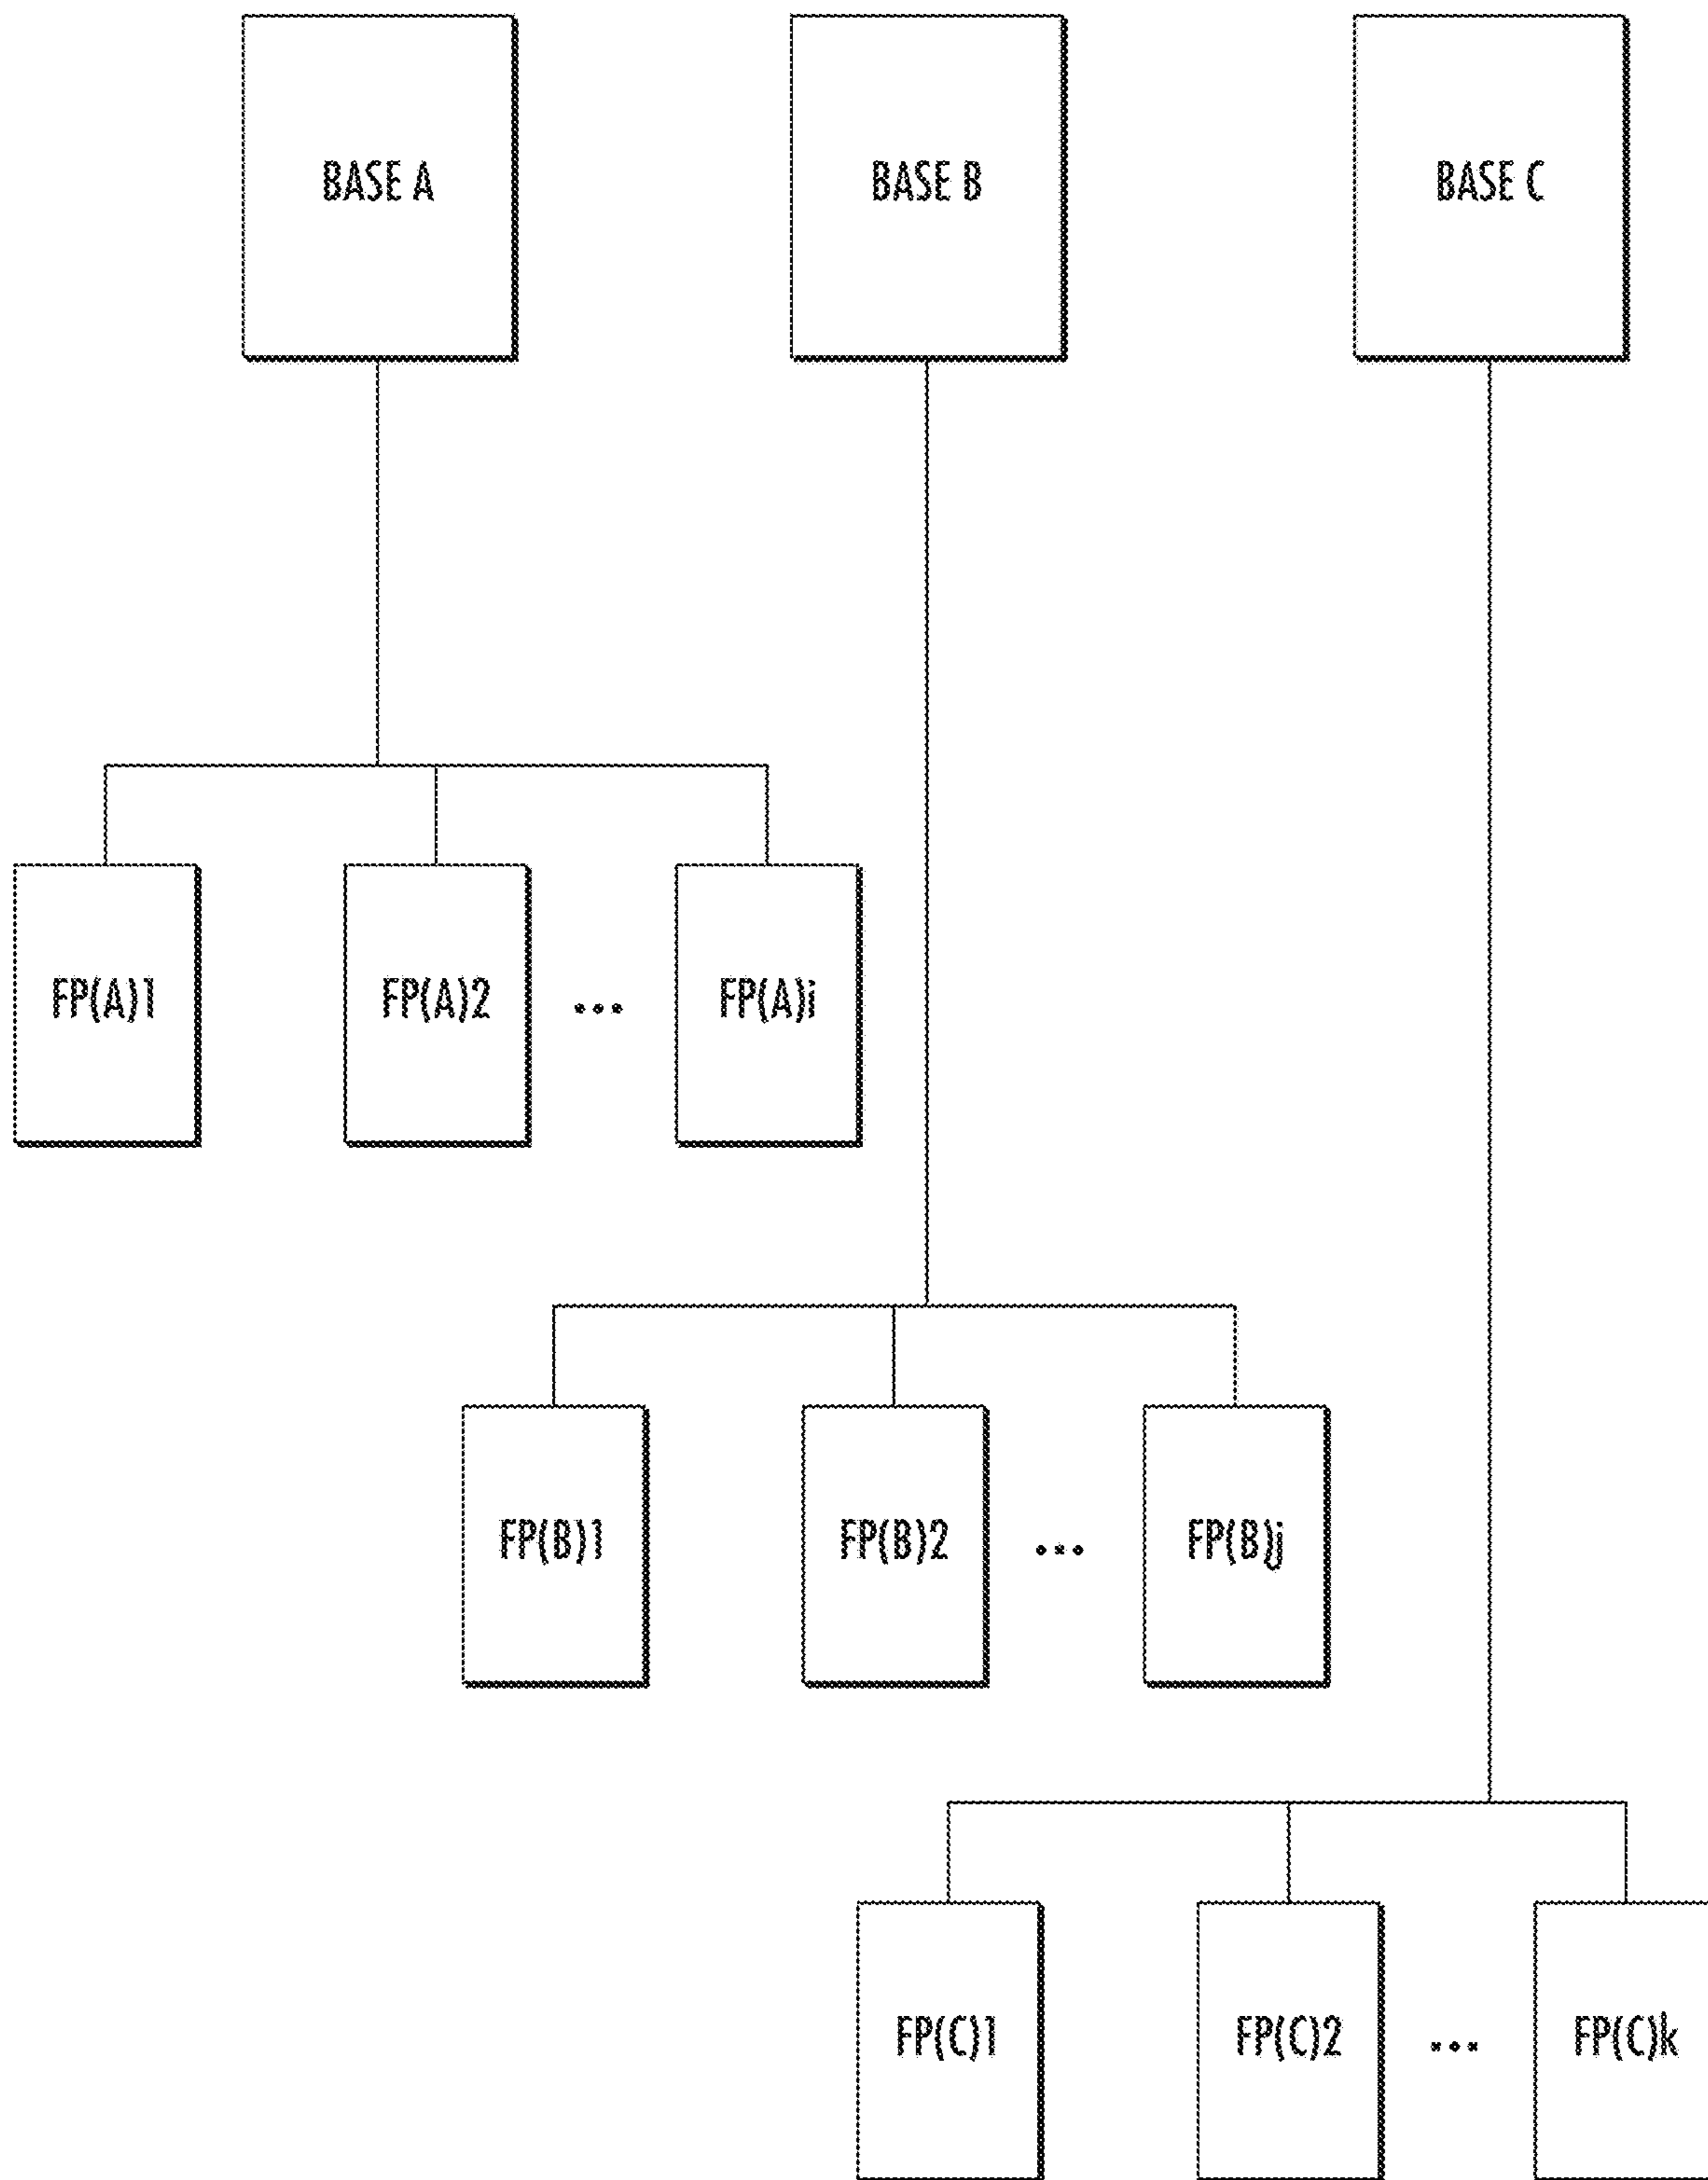 BASE A
BASE B
BASE C
FP(A)1
FP(A)2
...
FP(A)i
FP(B)1
FP(B)2
...
FP(B)j
FP(C)1
FP(C)2
...
FP(C)k